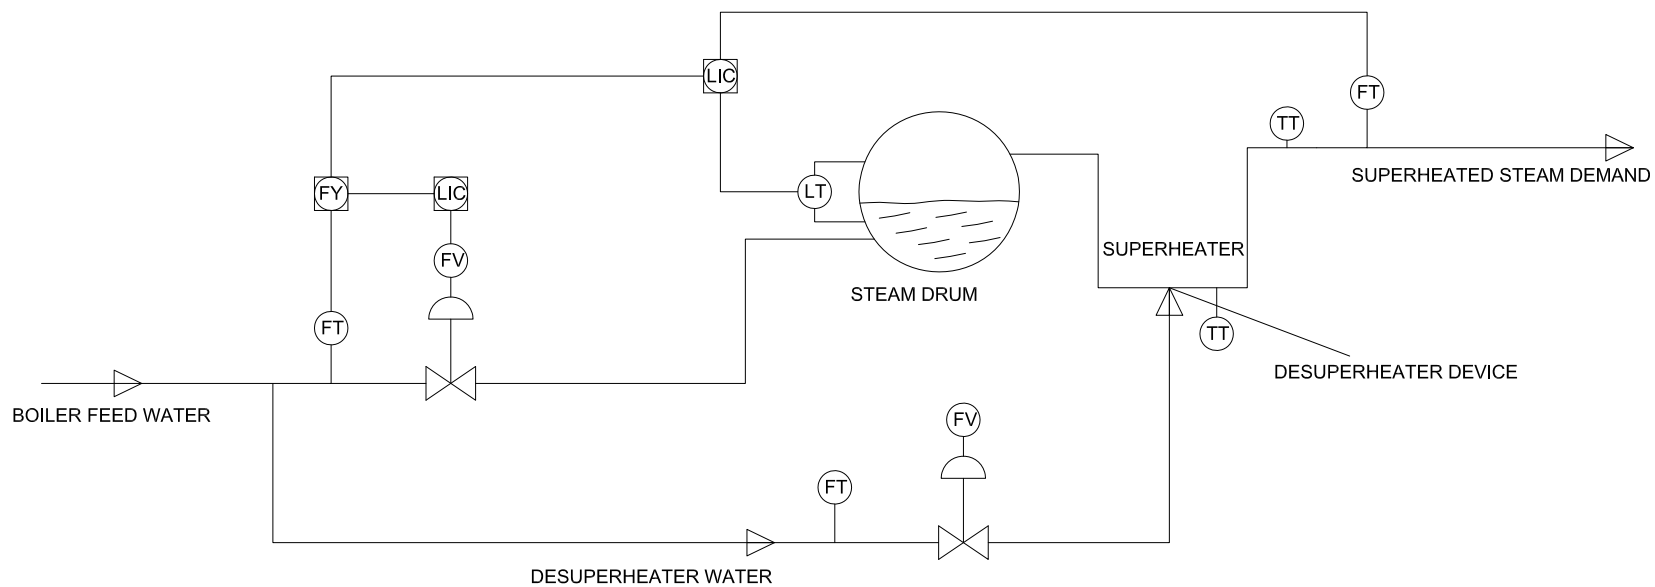 LIC
FT
TT
SUPERHEATED STEAM DEMAND
FY
LIC
LT
FV
SUPERHEATER
STEAM DRUM
FT
TT
DESUPERHEATER DEVICE
BOILER FEED WATER
FV
FT
DESUPERHEATER WATER